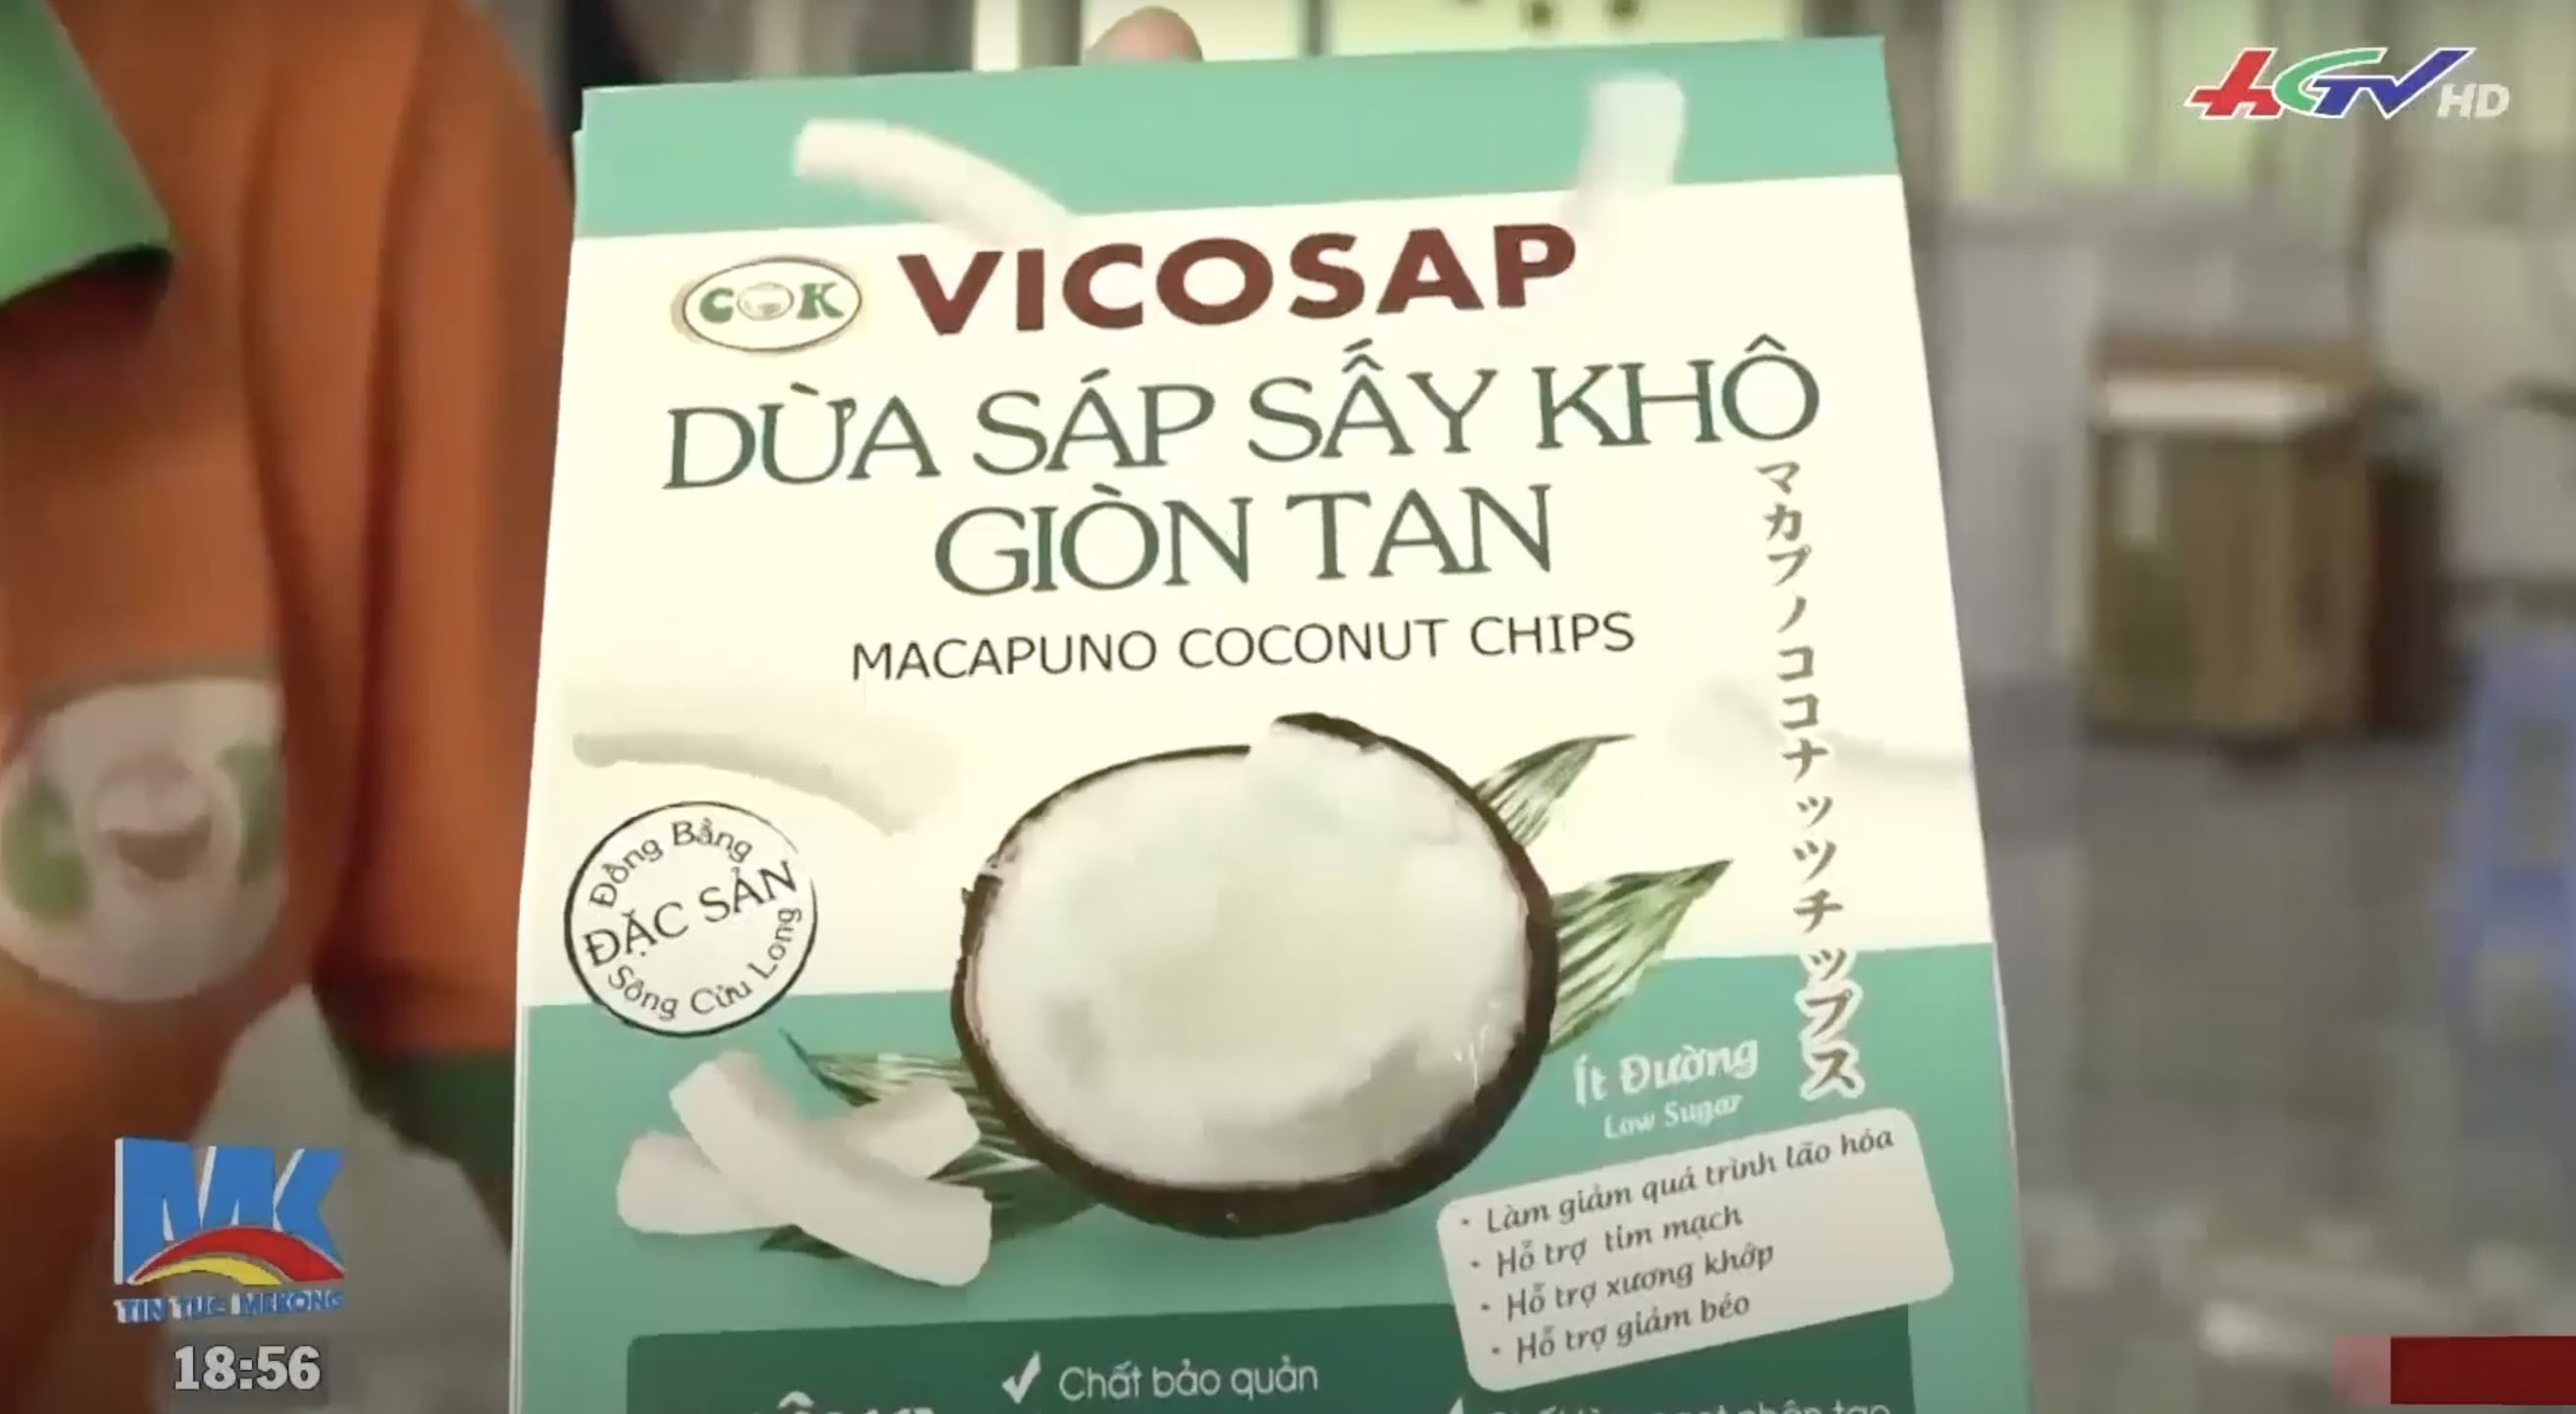 HGTV HD
COK VICOSAP
DỪA SÁP SẤY KHÔ
GIÒN TAN
MACAPUNO COCONUT CHIPS
マカプノココナッツチップス
Đồng Bằng
ĐẶC SẢN
Sông Cửu Long
Ít Đường
Low Sugar
· Làm giảm quá trình lão hóa
· Hỗ trợ tim mạch
· Hỗ trợ xương khớp
· Hỗ trợ giảm béo
✓ Chất bảo quản
MK
TIN TỨC MEKONG
18:56